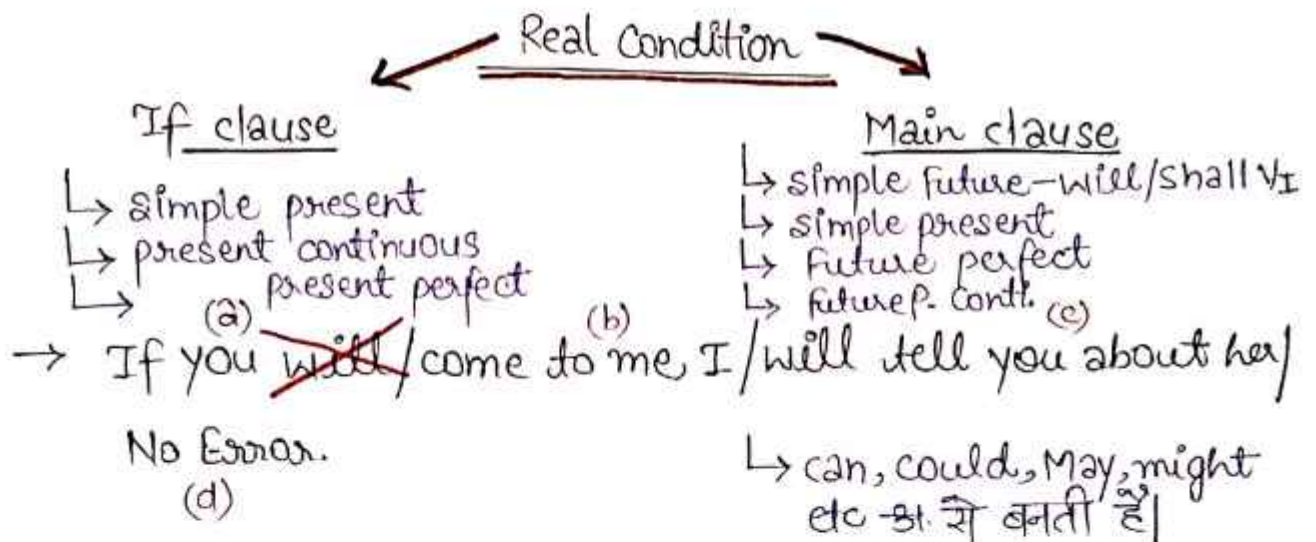 Real Condition
If clause
Main clause
↳ simple present
↳ present continuous
↳ present perfect
↳ simple Future-will/shall V1
↳ simple present
↳ Future perfect
↳ future P. Conti.
(a) (b) (c)
→ If you will/come to me, I/will tell you about her/
No Error.
(d)
↳ can, could, May, might
etc से बनती है|